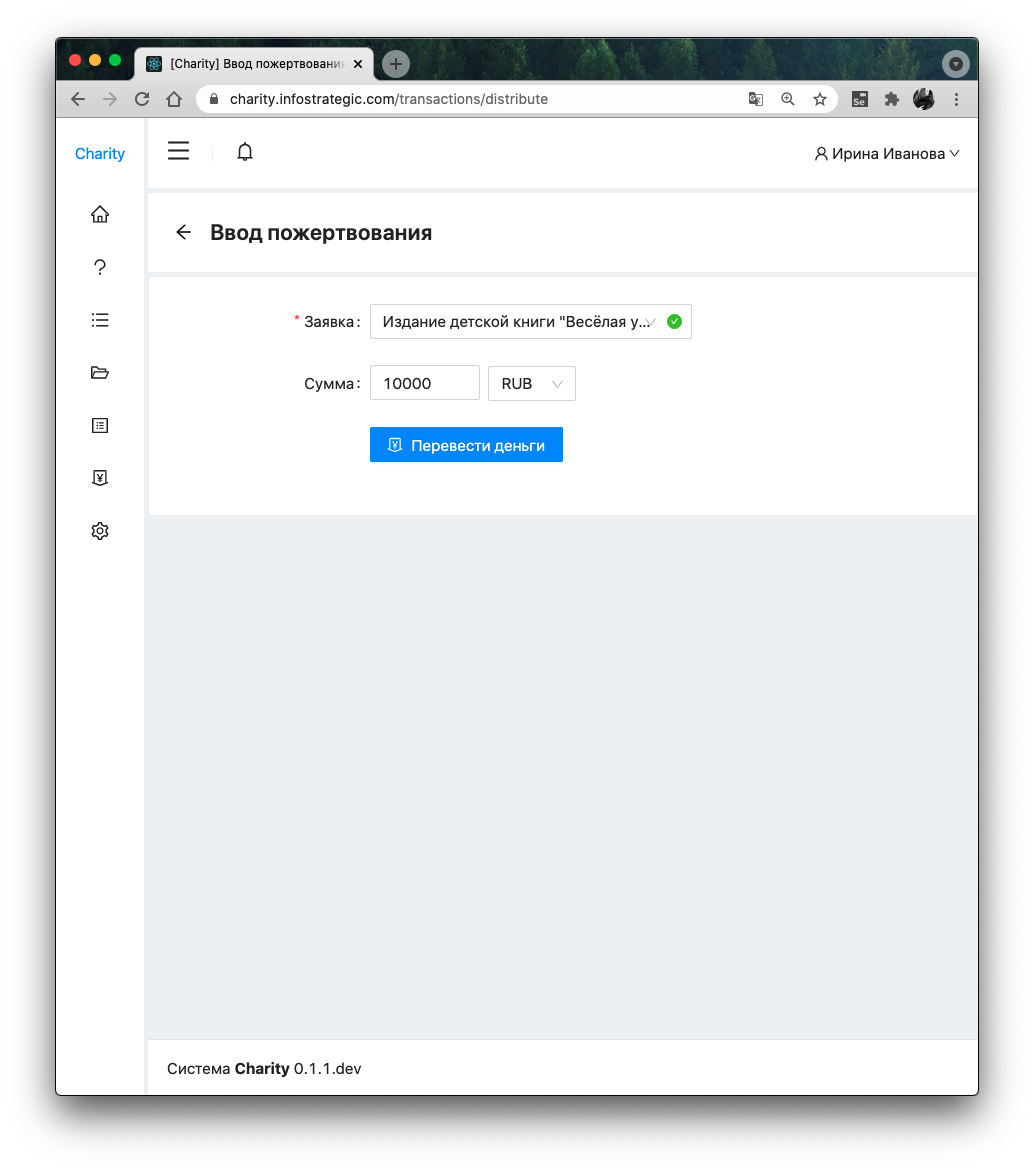 [Charity] Ввод пожертвования
charity.infostrategic.com/transactions/distribute
Se
Charity
Ирина Иванова
Ввод пожертвования
* Заявка:
Издание детской книги "Весёлая у...
Сумма:
10000
RUB
Перевести деньги
Система Charity 0.1.1.dev